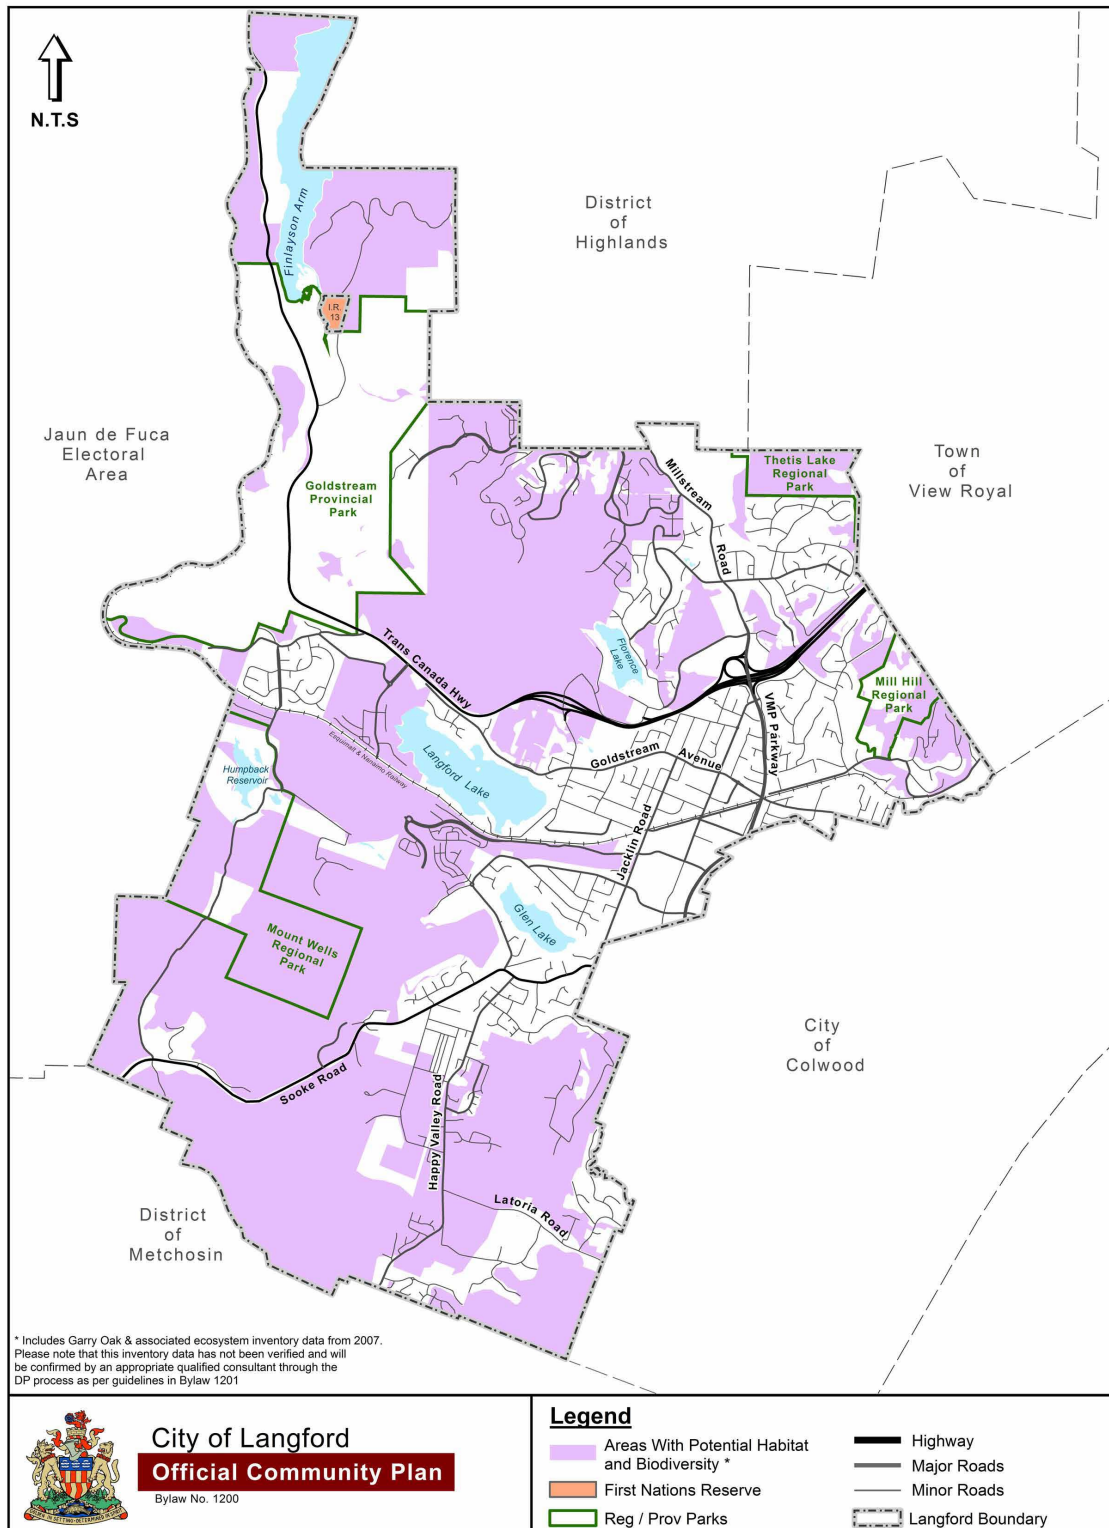 N.T.S
Finlayson Arm
District
of
Highlands
I.R.
13
Jaun de Fuca
Electoral
Area
Goldstream
Provincial
Park
Millstream
Road
Thetis Lake
Regional
Park
Town
of
View Royal
Trans Canada Hwy
Florence
Lake
Mill Hill
Regional
Park
VMP Parkway
Humpback
Reservoir
Esquimalt & Nanaimo Railway
Langford Lake
Goldstream
Avenue
Jacklin Road
Glen Lake
Mount Wells
Regional
Park
City
of
Colwood
Sooke Road
Happy Valley Road
Latoria Road
District
of
Metchosin
* Includes Garry Oak & associated ecosystem inventory data from 2007.
Please note that this inventory data has not been verified and will
be confirmed by an appropriate qualified consultant through the
DP process as per guidelines in Bylaw 1201
City of Langford
Official Community Plan
Bylaw No. 1200
Legend
Areas With Potential Habitat
and Biodiversity *
First Nations Reserve
Reg / Prov Parks
Highway
Major Roads
Minor Roads
Langford Boundary